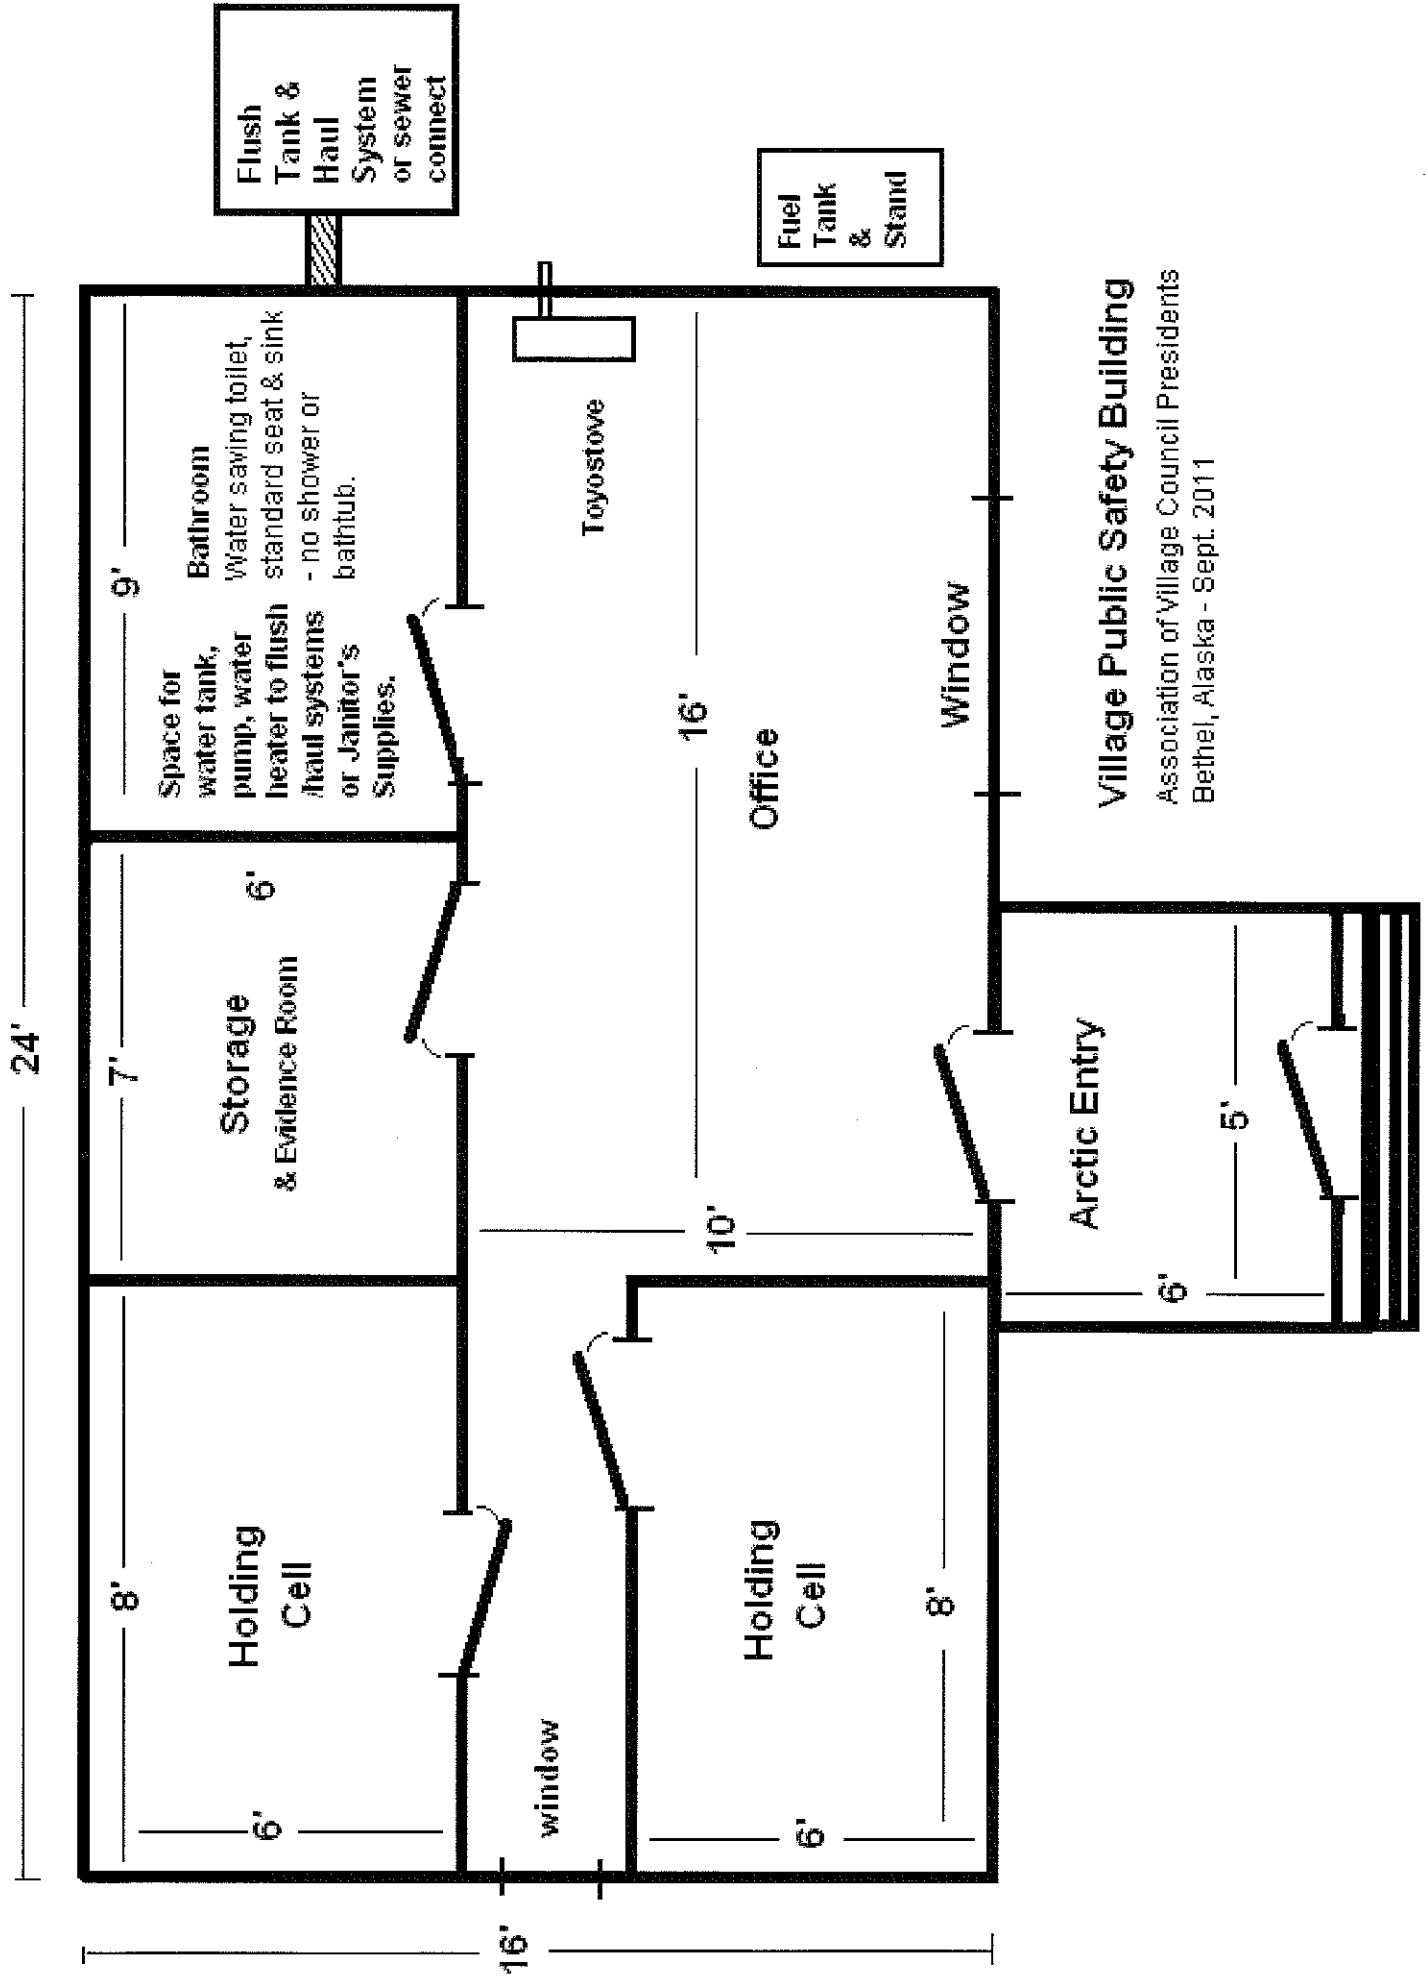 24'
16'
8'
Holding
Cell
6'
7'
Storage
& Evidence Room
6'
9'
Space for
water tank,
pump, water
heater to flush
/haul systems
or Janitor's
Supplies.
Bathroom
Water saving toilet,
standard seat & sink
- no shower or
bathtub.
Flush
Tank &
Haul
System
or sewer
connect
window
Holding
Cell
6'
8'
10'
16'
Office
Toyostove
Window
Fuel
Tank
&
Stand
Arctic Entry
6'
5'
Village Public Safety Building
Association of Village Council Presidents
Bethel, Alaska - Sept. 2011